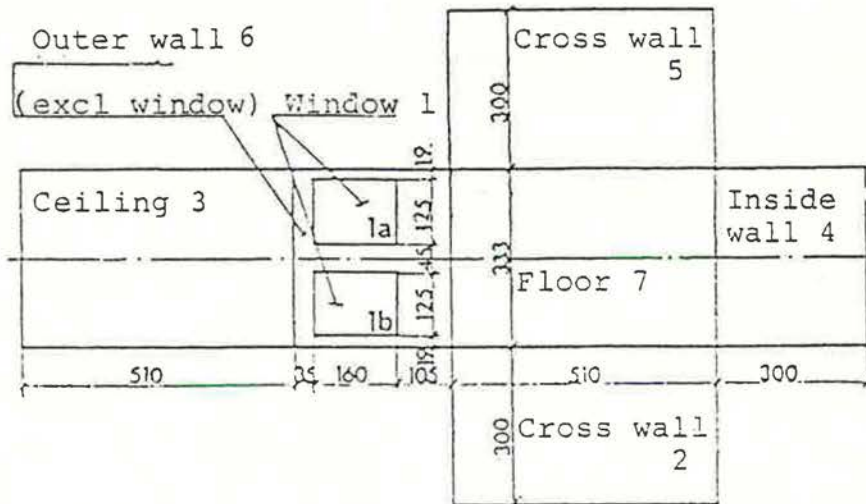 Outer wall 6
(excl window)
Window 1
Cross wall
5
300
19
Ceiling 3
1a
125
Inside
wall 4
45
333
Floor 7
1b
125
19
510
35
160
105
510
300
300
Cross wall
2